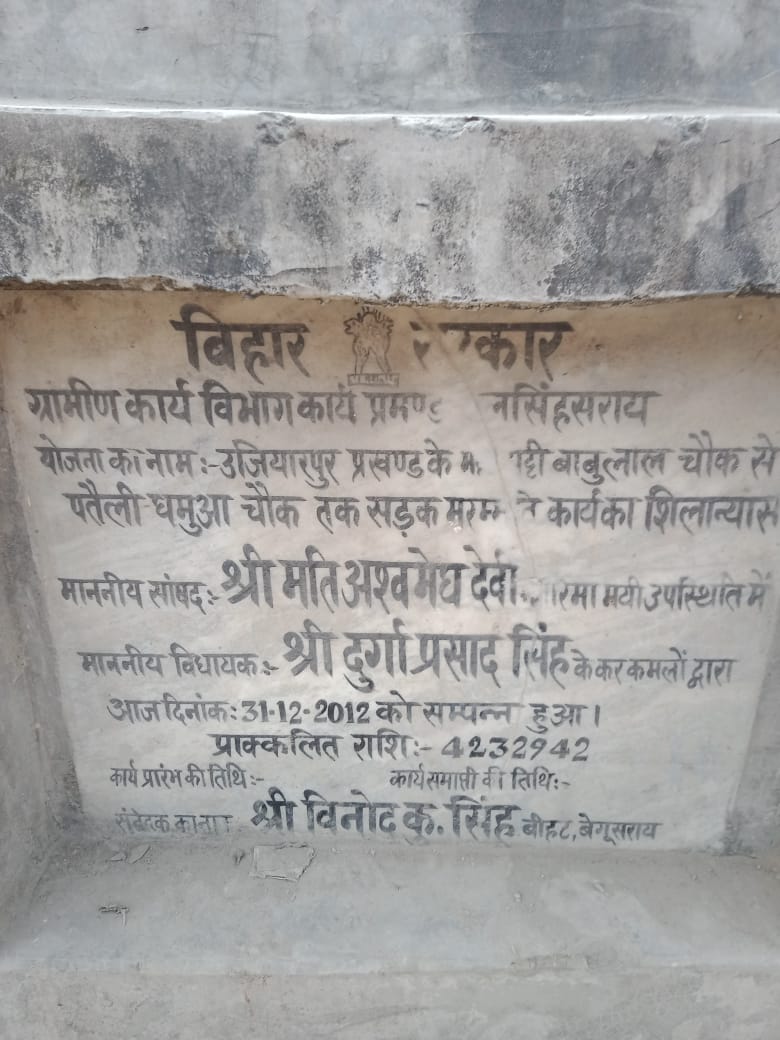 बिहार
ग्रामीण कार्य विभाग कार्य
योजना का नाम :- उजियारपुर प्रखण्ड के बाबुलाल चौक से
पतैली धमुआ चौक तक सड़क कार्य का शिलान्यास
माननीय सांसद:- श्री मति अश्वमेघ देवी उपस्थिति में
माननीय विधायक:- श्री दुर्गा प्रसाद सिंह के कर कमलों द्वारा
आज दिनांक: 31-12-2012 को सम्पन्न हुआ।
प्राक्कलित राशि:- 4232942
कार्य प्रारंभ की तिथि:- कार्य समाप्ती की तिथि:-
श्री विनोद कु. सिंह बीहट, बेगूसराय